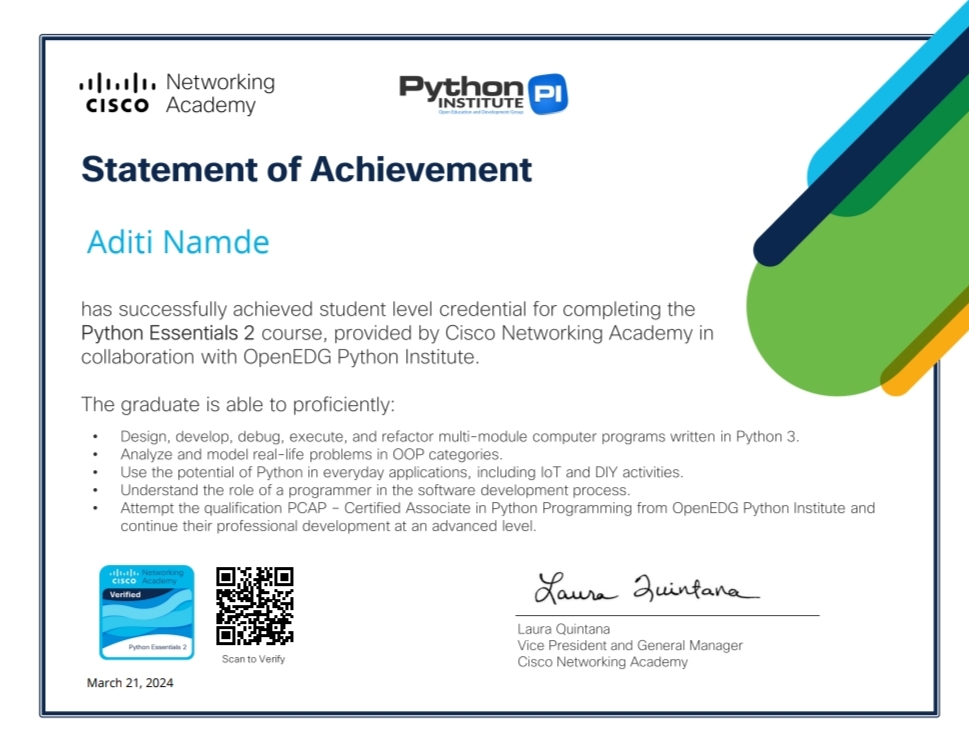 Networking
CISCO Academy
Python
INSTITUTE
PI
Open Education and Development Group
Statement of Achievement
Aditi Namde
has successfully achieved student level credential for completing the
Python Essentials 2 course, provided by Cisco Networking Academy in
collaboration with OpenEDG Python Institute.
The graduate is able to proficiently:
• Design, develop, debug, execute, and refactor multi-module computer programs written in Python 3.
• Analyze and model real-life problems in OOP categories.
• Use the potential of Python in everyday applications, including IoT and DIY activities.
• Understand the role of a programmer in the software development process.
• Attempt the qualification PCAP – Certified Associate in Python Programming from OpenEDG Python Institute and
continue their professional development at an advanced level.
Networking
CISCO Academy
Verified
Python Essentials 2
Scan to Verify
March 21, 2024
Laura Quintana
Laura Quintana
Vice President and General Manager
Cisco Networking Academy